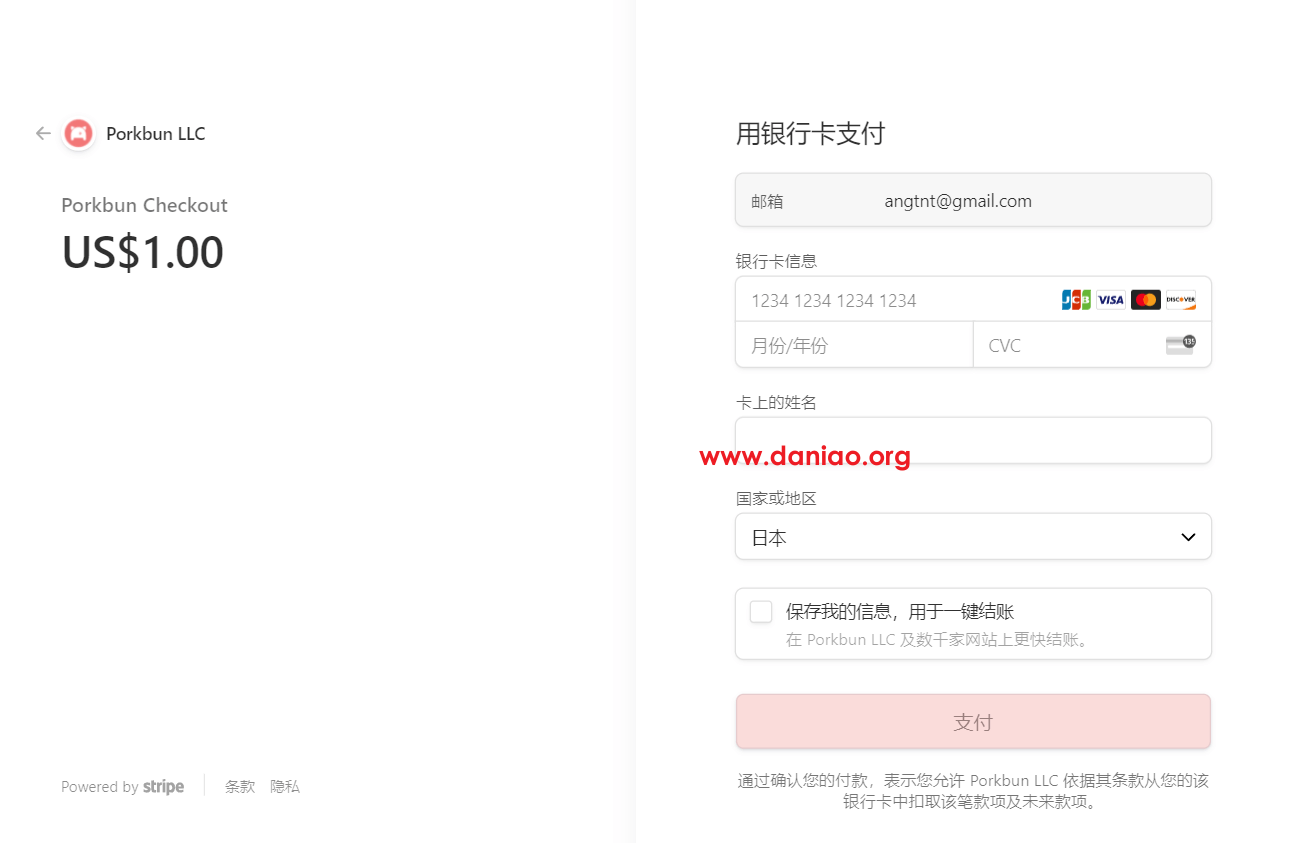 Porkbun LLC
Porkbun Checkout
US$1.00
Powered by stripe
条款 隐私
用银行卡支付
邮箱 angtnt@gmail.com
银行卡信息
1234 1234 1234 1234 JCB VISA DISCOVER
月份/年份 CVC 135
卡上的姓名
www.daniao.org
国家或地区
日本
保存我的信息，用于一键结账
在 Porkbun LLC 及数千家网站上更快结账。
支付
通过确认您的付款，表示您允许 Porkbun LLC 依据其条款从您的该
银行卡中扣取该笔款项及未来款项。